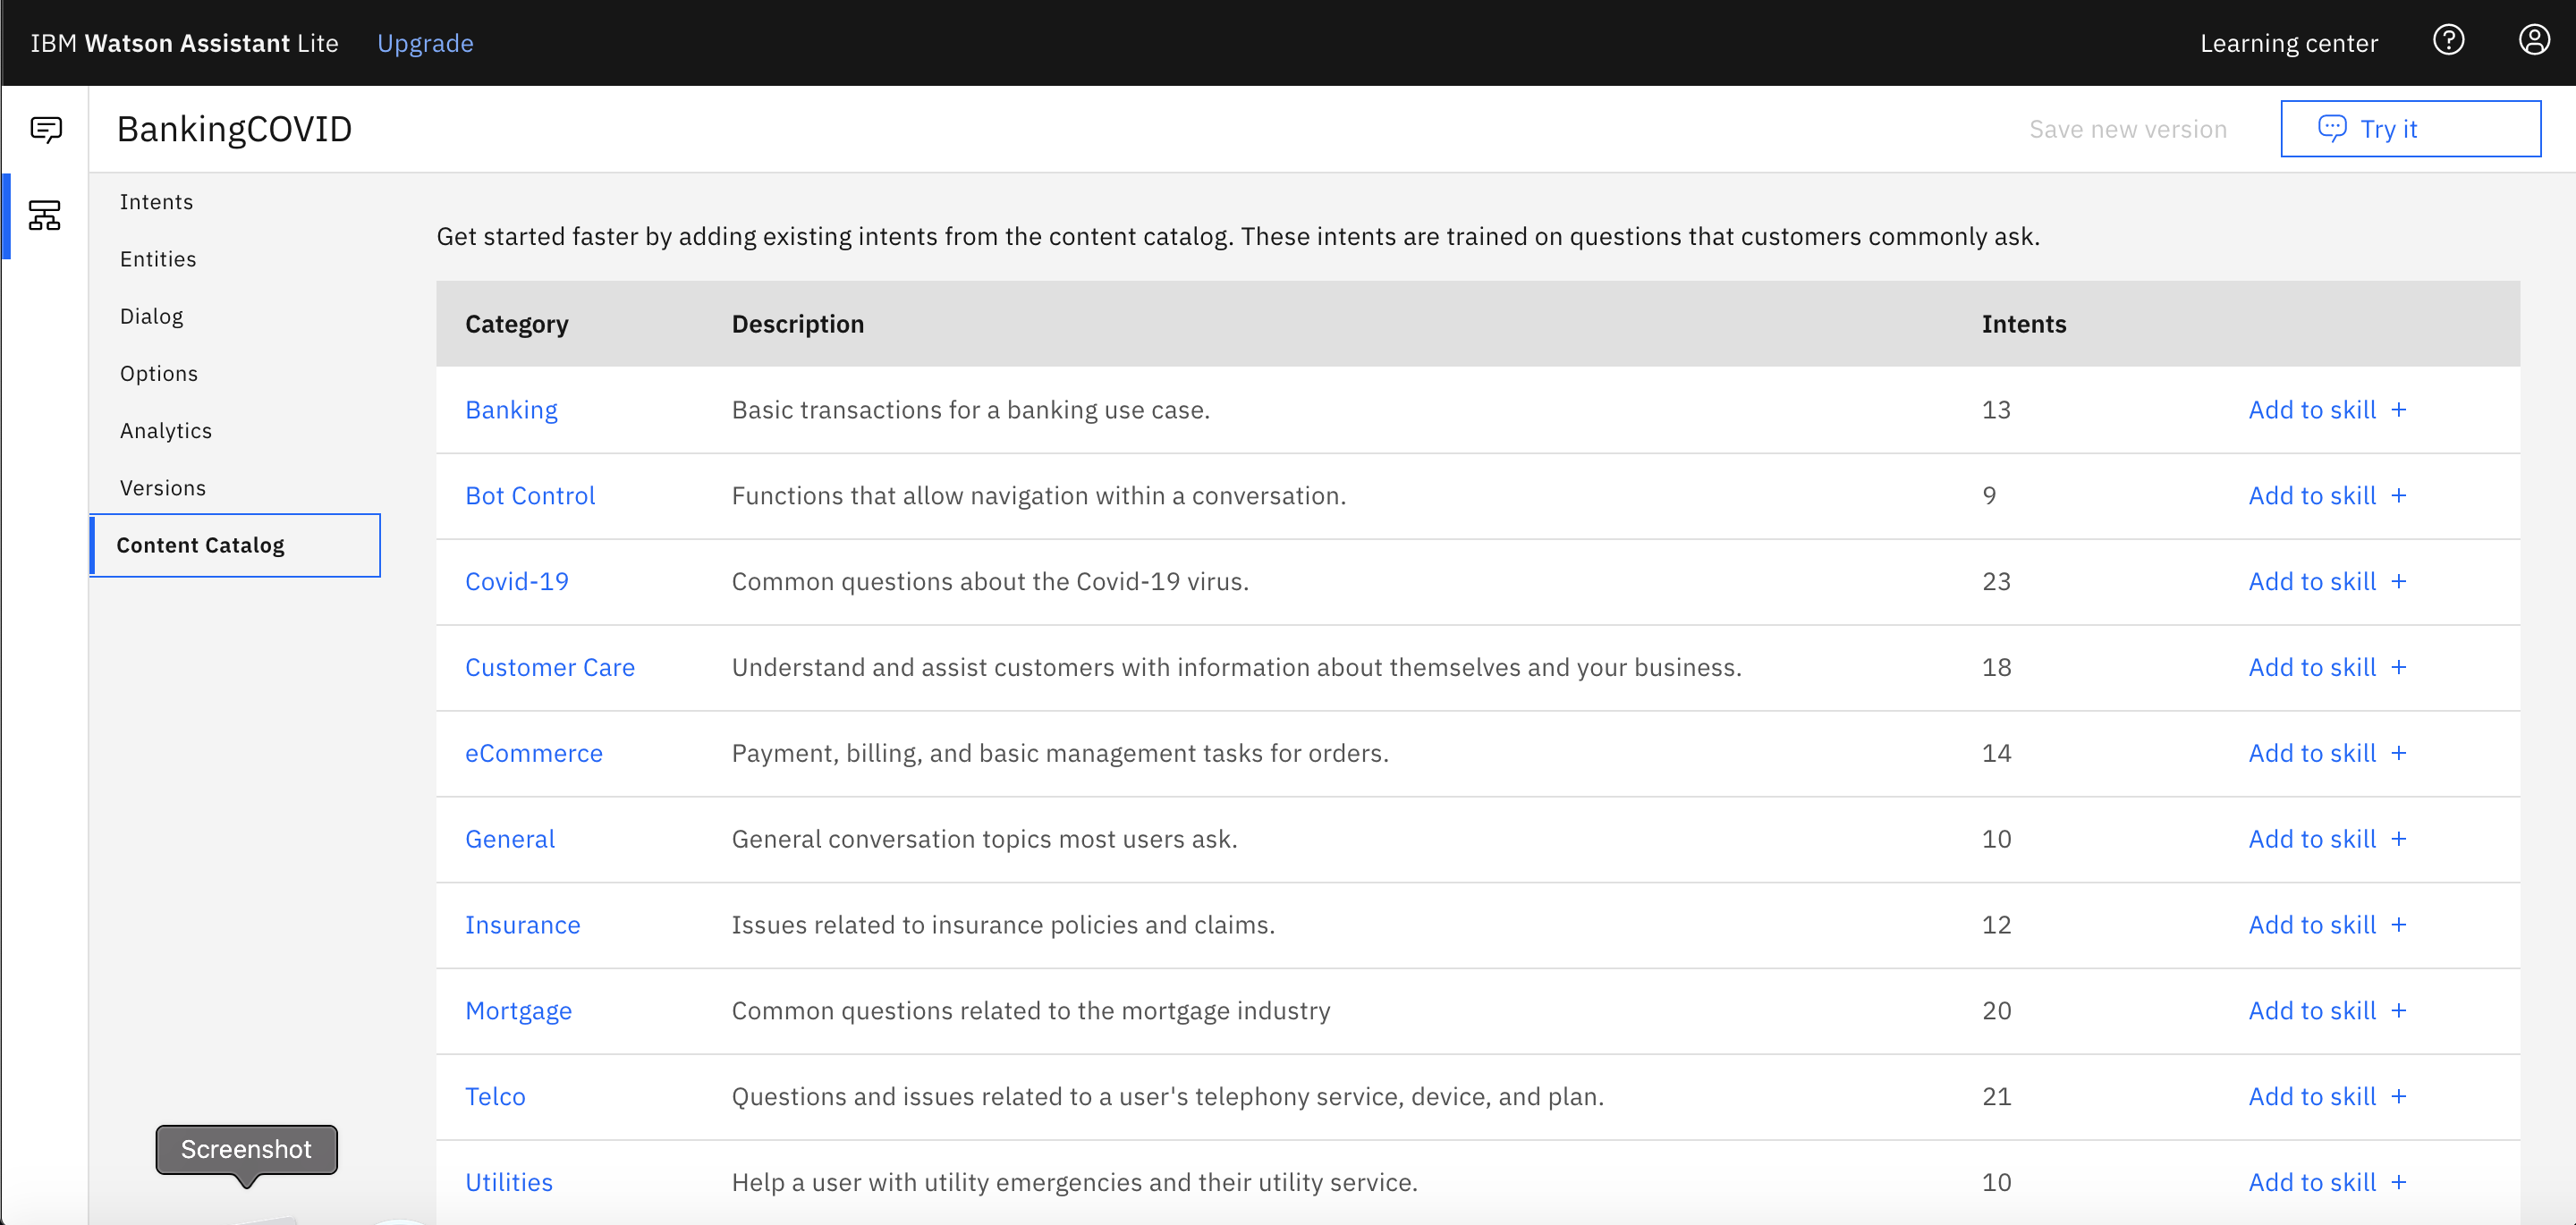 IBM Watson Assistant Lite Upgrade Learning center
BankingCOVID Save new version Try it
Intents
Entities
Dialog
Options
Analytics
Versions
Content Catalog
Get started faster by adding existing intents from the content catalog. These intents are trained on questions that customers commonly ask.
Category Description Intents
Banking Basic transactions for a banking use case. 13 Add to skill +
Bot Control Functions that allow navigation within a conversation. 9 Add to skill +
Covid-19 Common questions about the Covid-19 virus. 23 Add to skill +
Customer Care Understand and assist customers with information about themselves and your business. 18 Add to skill +
eCommerce Payment, billing, and basic management tasks for orders. 14 Add to skill +
General General conversation topics most users ask. 10 Add to skill +
Insurance Issues related to insurance policies and claims. 12 Add to skill +
Mortgage Common questions related to the mortgage industry 20 Add to skill +
Telco Questions and issues related to a user's telephony service, device, and plan. 21 Add to skill +
Utilities Help a user with utility emergencies and their utility service. 10 Add to skill +
Screenshot